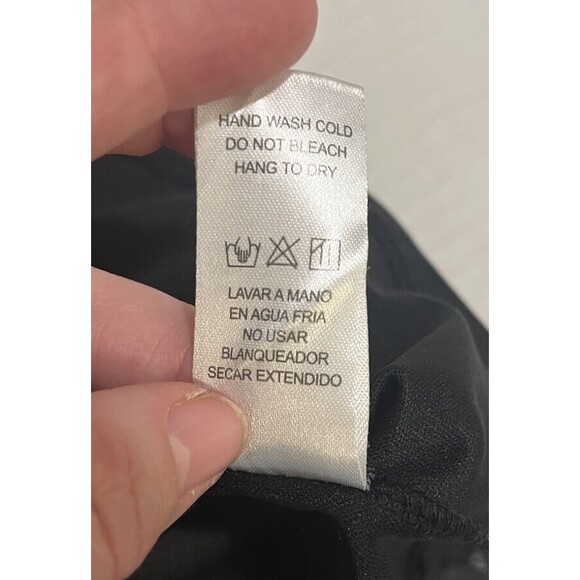 HAND WASH COLD
DO NOT BLEACH
HANG TO DRY
LAVAR A MANO
EN AGUA FRIA
NO USAR
BLANQUEADOR
SECAR EXTENDIDO